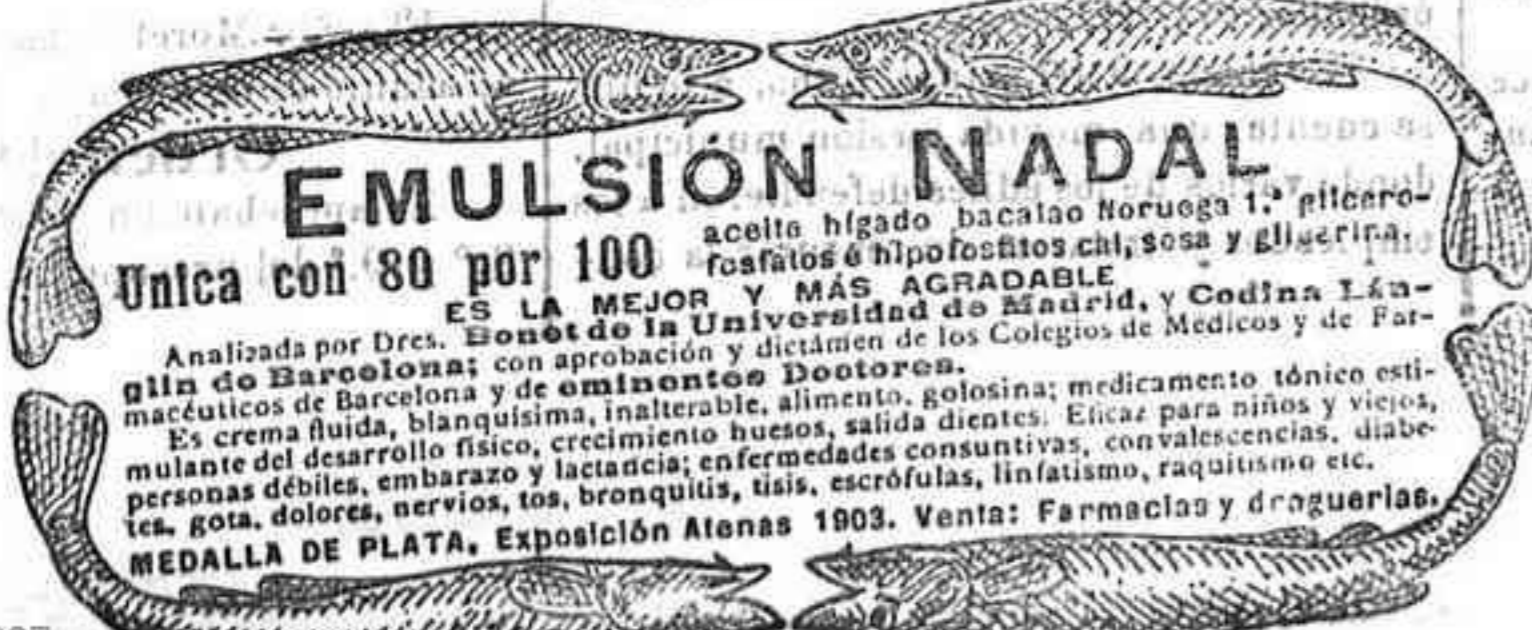 EMULSIÓN NADAL
Unica con 80 por 100 aceite hígado bacalao Noruega 1.ª glicero-
fosfatos é hipofosfitos cal, sosa y glicerina.
ES LA MEJOR Y MÁS AGRADABLE
Analizada por Dres. Bonet de la Universidad de Madrid, y Codina Lán-
glin de Barcelona; con aprobación y dictámen de los Colegios de Médicos y de Far-
macéuticos de Barcelona y de eminentes Doctores.
Es crema fluida, blanquísima, inalterable, alimento, golosina; medicamento tónico esti-
mulante del desarrollo físico, crecimiento huesos, salida dientes. Eficaz para niños y viejos,
personas débiles, embarazo y lactancia; enfermedades consuntivas, convalescencias, diabe-
tes, gota, dolores, nervios, tos, bronquitis, tisis, escrófulas, linfatismo, raquitismo etc.
MEDALLA DE PLATA, Exposición Atenas 1903. Venta: Farmacias y droguerías.